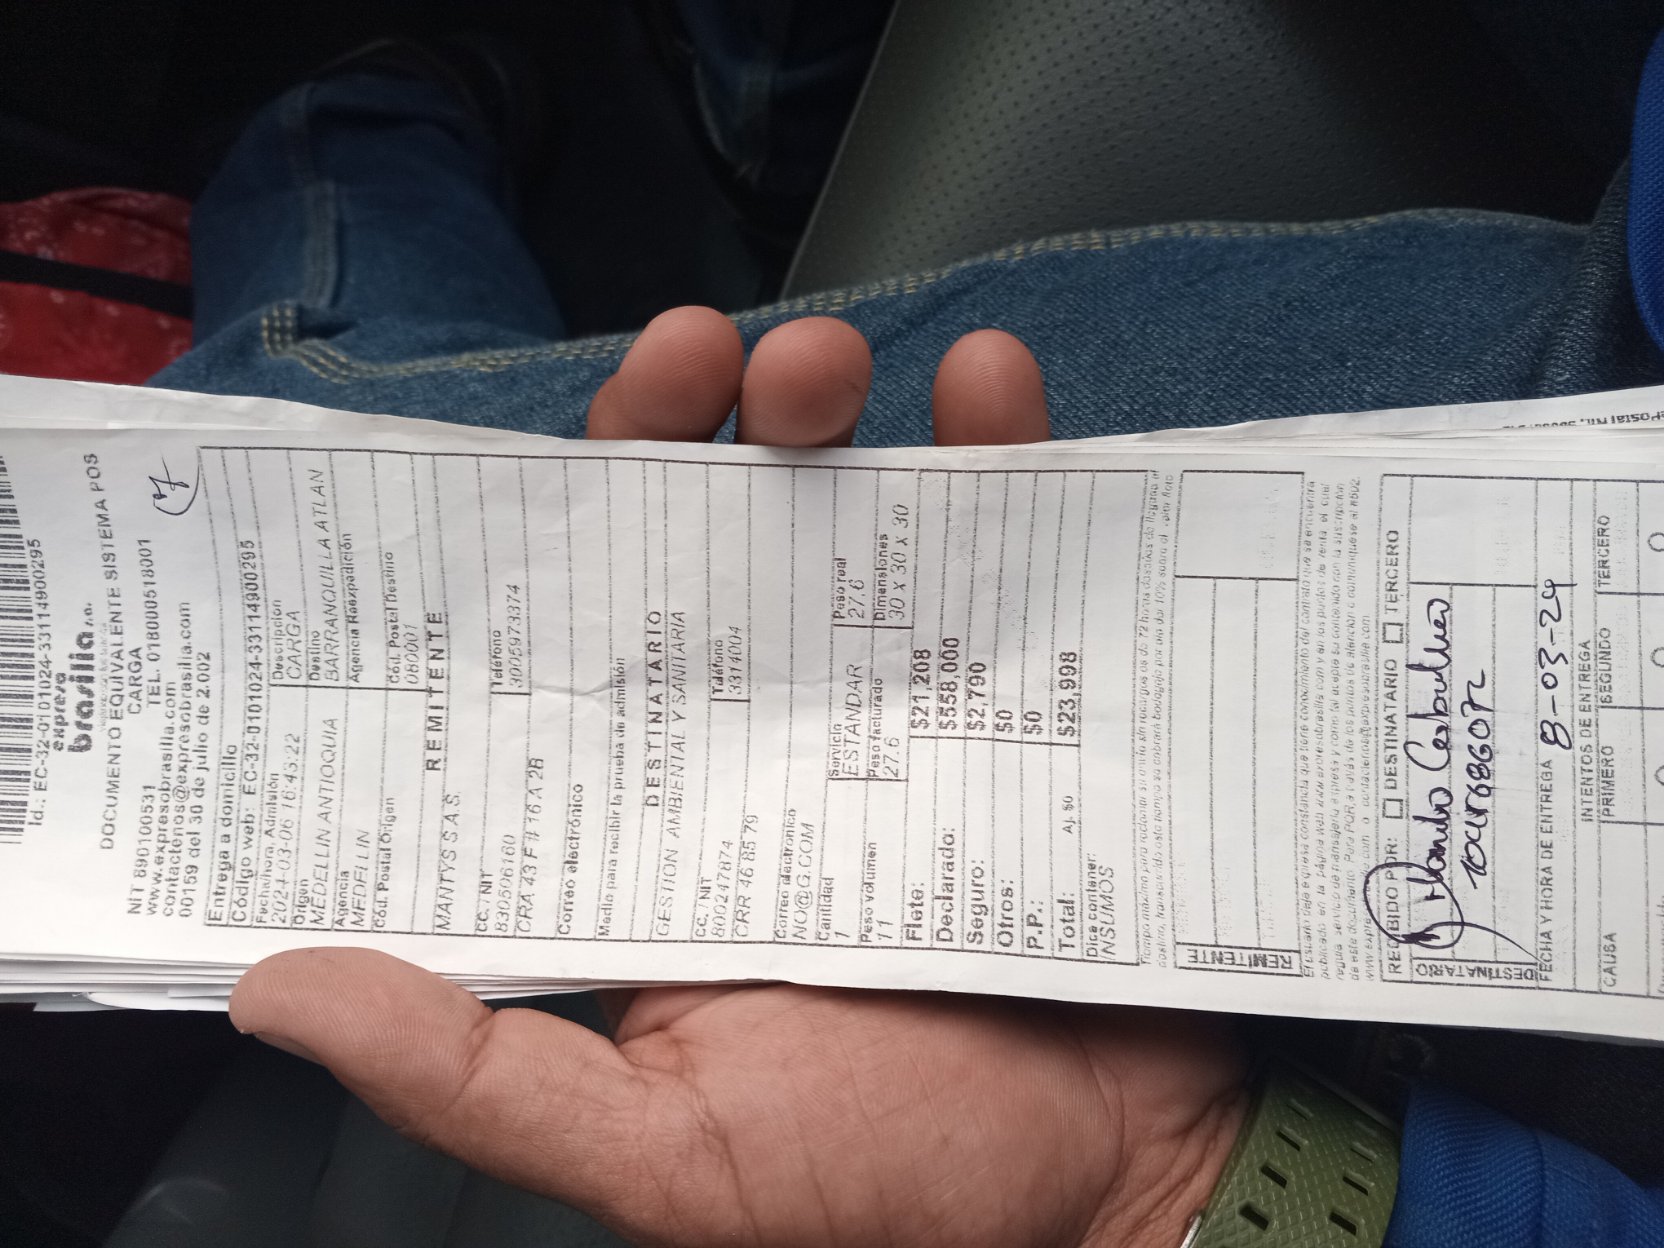 Id.: EC-32-0101024-33114900295
expreso
brasilia s.a.
DOCUMENTO EQUIVALENTE SISTEMA POS
CARGA
NIT 890100531 TEL. 018000518001
www.expresobrasilia.com
contactenos@expresobrasilia.com
00159 del 30 de julio de 2.002
Entrega a domicilio
Código web: EC-32-0101024-33114900295
Fecha/hora. Admisión Descripción
2024-03-06 16:43:22 CARGA
Origen Destino
MEDELLIN ANTIOQUIA BARRANQUILLA ATLAN
Agencia Agencia Reexpedición
MEDELLIN
Cód. Postal Origen Cód. Postal Destino
080001
REMITENTE
MANTYS S.A.S.
CC. / NIT Teléfono
830506160 3005973374
CRA 43 F # 16 A 2B
Correo electrónico
Medio para recibir la prueba de admisión
DESTINATARIO
GESTION AMBIENTAL Y SANITARIA
CC. / NIT Teléfono
800247874 3314004
CRR 46 85 79
Correo electronico
NO@G.COM
Cantidad Servicio Peso real
1 ESTANDAR 27.6
Peso volumen Peso facturado Dimensiones
11 27.6 30 x 30 x 30
Flete: $21,208
Declarado: $558,000
Seguro: $2,790
Otros: $0
P.P.: $0
Total: Aj. $0 $23,998
Dice contener:
INSUMOS
REMITENTE
RECIBIDO POR: DESTINATARIO TERCERO
DESTINATARIO
FECHA Y HORA DE ENTREGA 8-03-24
INTENTOS DE ENTREGA
CAUSA PRIMERO SEGUNDO TERCERO